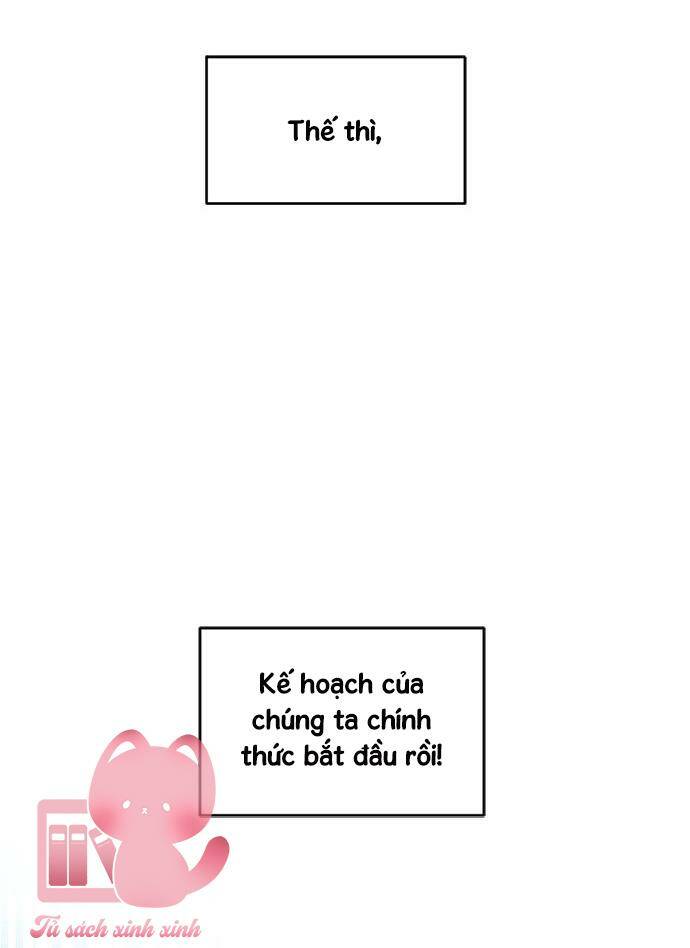 Thế thì,
Kế hoạch của
chúng ta chính
thức bắt đầu rồi!
Tủ sách xinh xinh